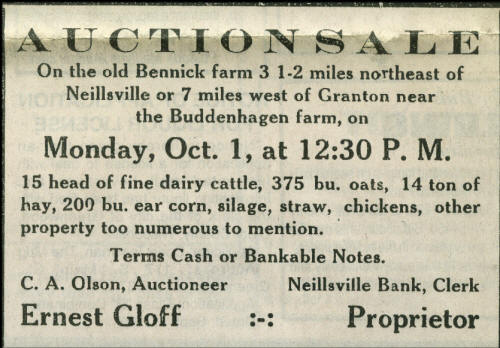 AUCTION SALE
On the old Bennick farm 3 1-2 miles northeast of
Neillsville or 7 miles west of Granton near
the Buddenhagen farm, on
Monday, Oct. 1, at 12:30 P. M.
15 head of fine dairy cattle, 375 bu. oats, 14 ton of
hay, 200 bu. ear corn, silage, straw, chickens, other
property too numerous to mention.
Terms Cash or Bankable Notes.
C. A. Olson, Auctioneer Neillsville Bank, Clerk
Ernest Gloff :-: Proprietor